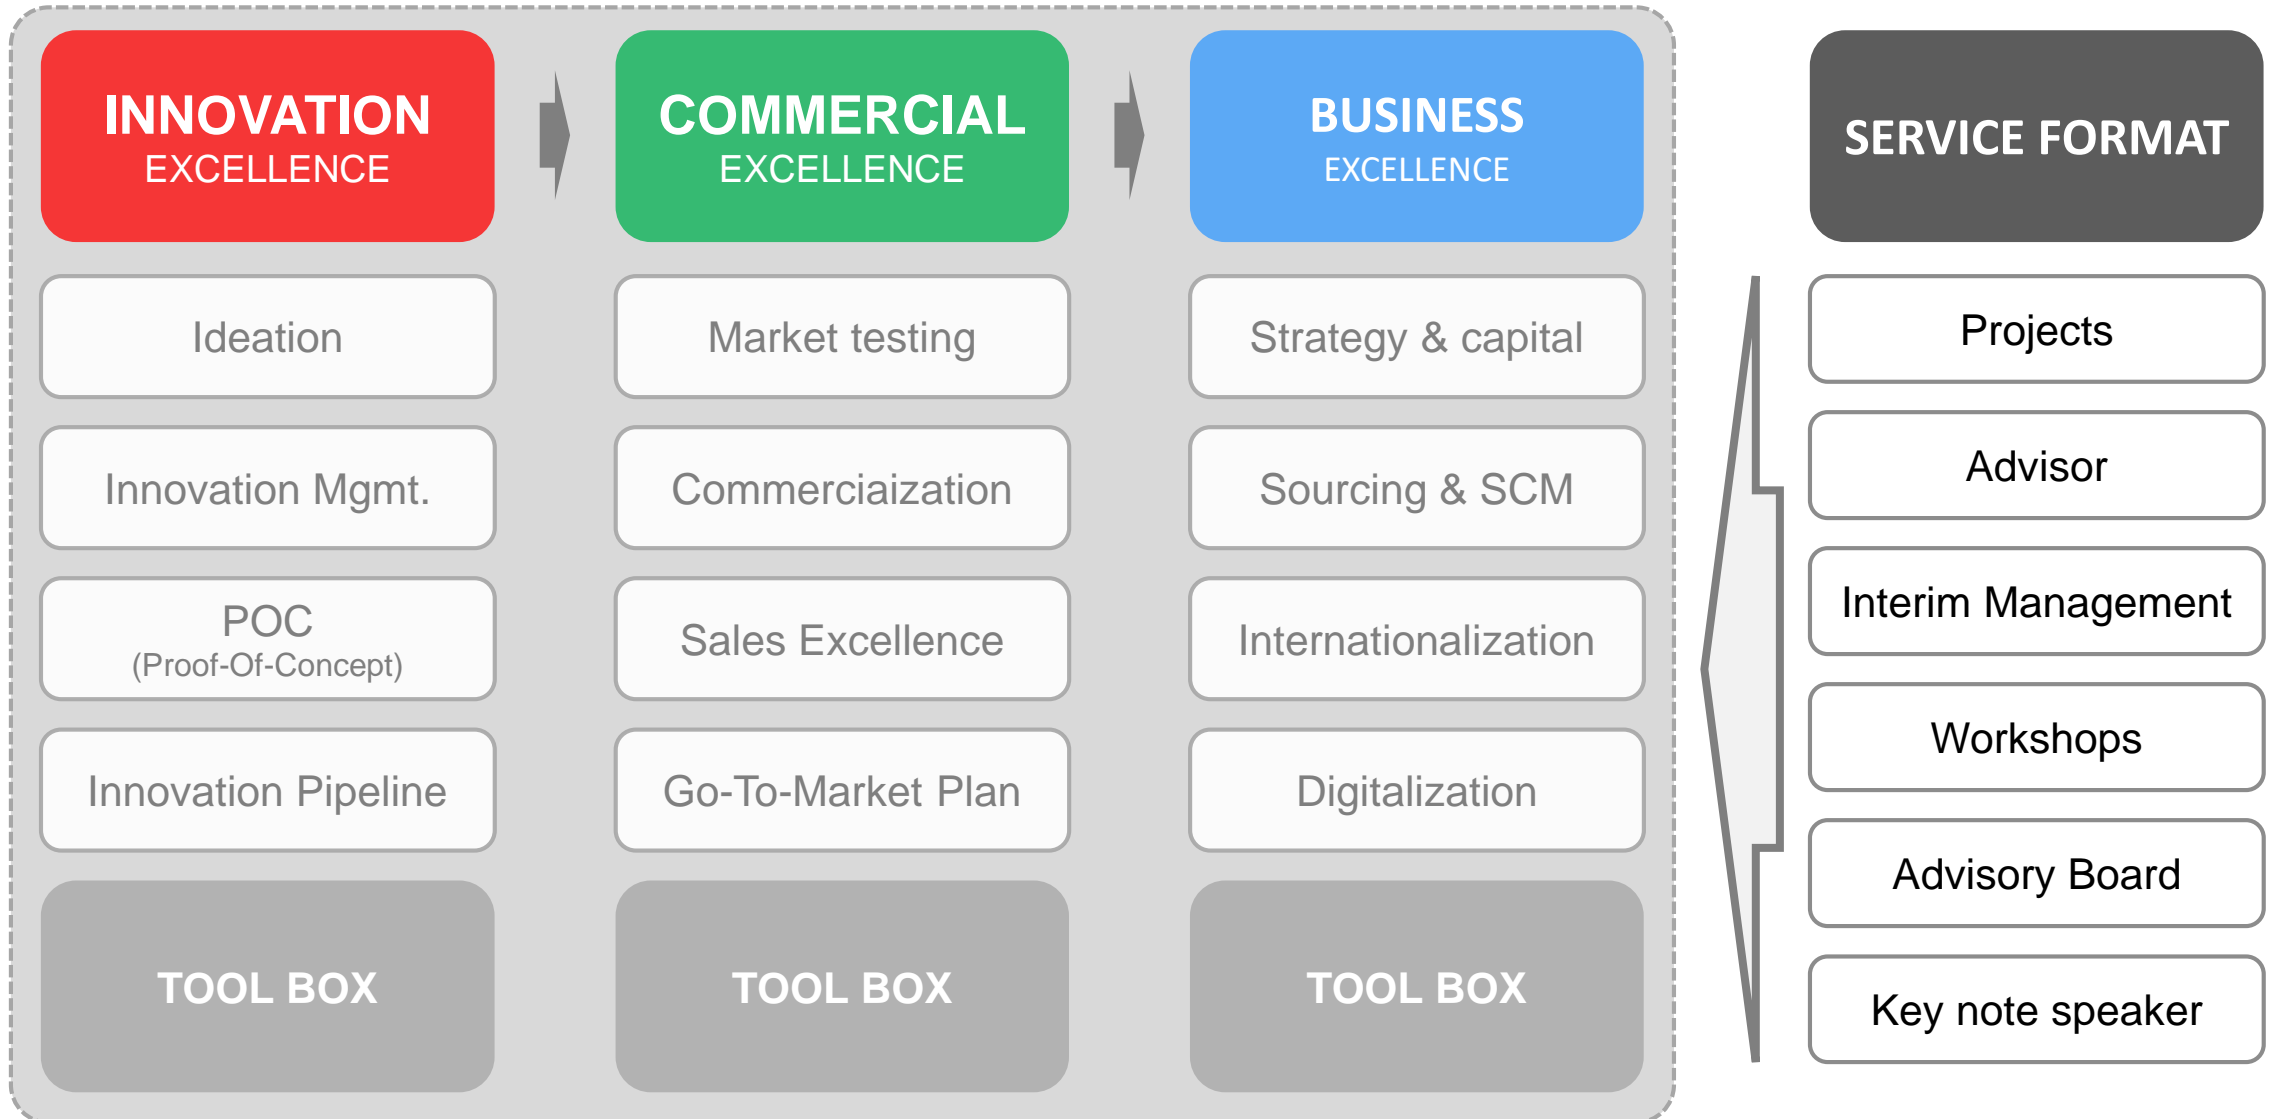 INNOVATION
EXCELLENCE
Ideation
Innovation Mgmt.
POC
(Proof-Of-Concept)
Innovation Pipeline
TOOL BOX
COMMERCIAL
EXCELLENCE
Market testing
Commerciaization
Sales Excellence
Go-To-Market Plan
TOOL BOX
BUSINESS
EXCELLENCE
Strategy & capital
Sourcing & SCM
Internationalization
Digitalization
TOOL BOX
SERVICE FORMAT
Projects
Advisor
Interim Management
Workshops
Advisory Board
Key note speaker